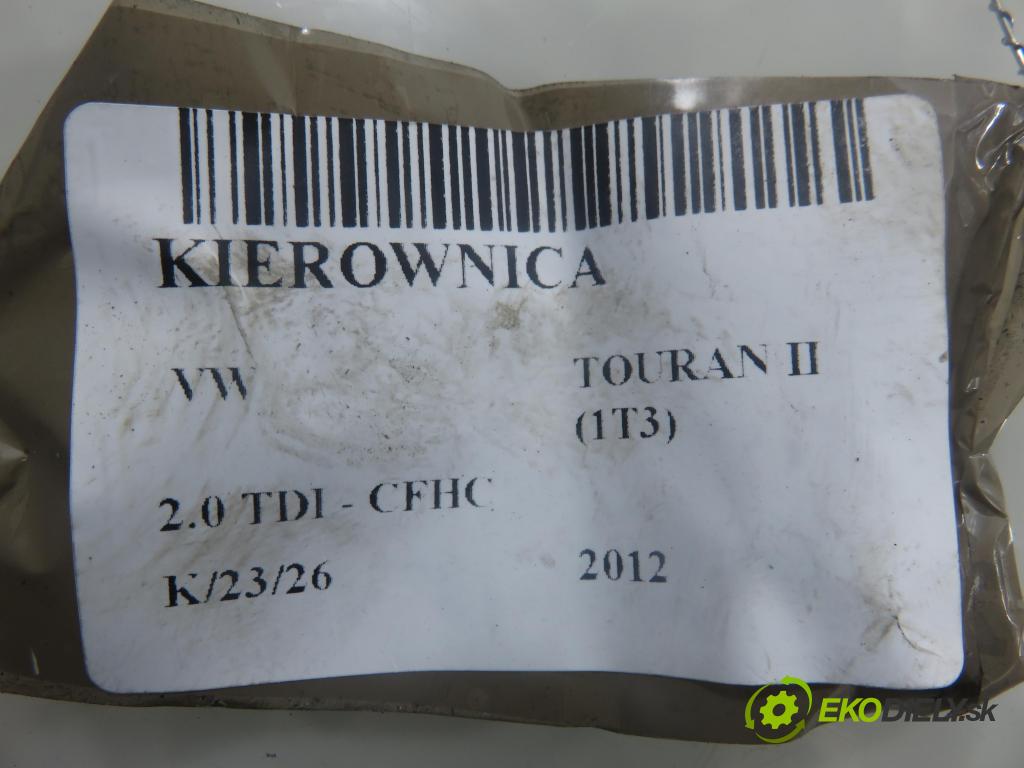 KIEROWNICA
VW TOURAN II
(1T3)
2.0 TDI - CFHC
K/23/26 2012
EKODIELY.sk